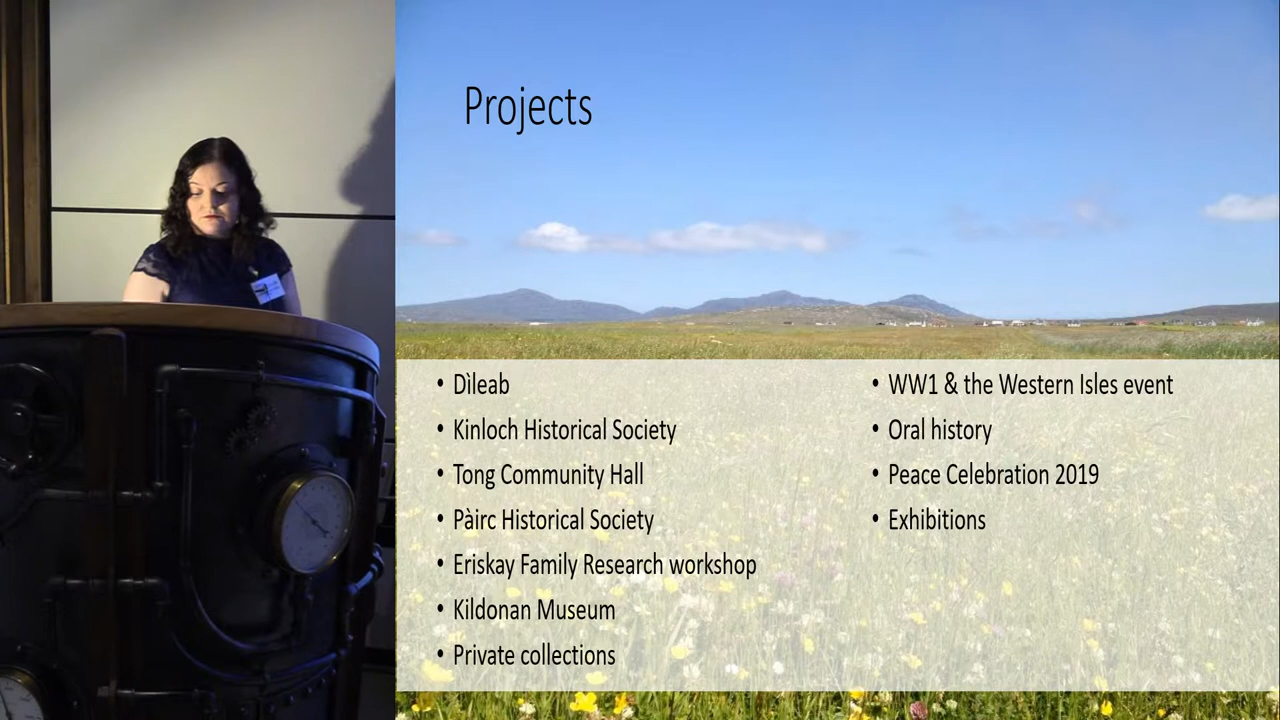 Projects
• Dìleab
• Kinloch Historical Society
• Tong Community Hall
• Pàirc Historical Society
• Eriskay Family Research workshop
• Kildonan Museum
• Private collections
• WW1 & the Western Isles event
• Oral history
• Peace Celebration 2019
• Exhibitions